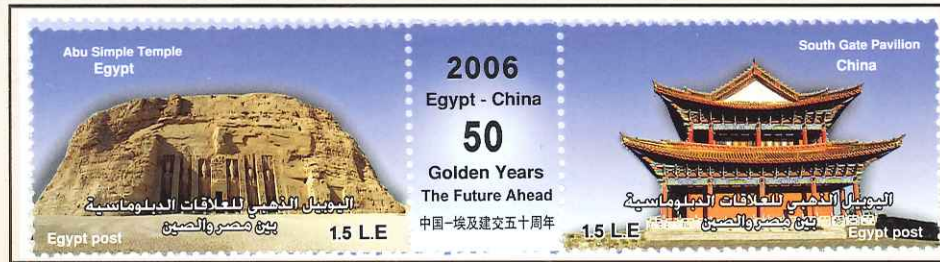 Abu Simple Temple
Egypt
اليوبيل الذهبي للعلاقات الدبلوماسية
بين مصر والصين
Egypt post
1.5 L.E
2006
Egypt - China
50
Golden Years
The Future Ahead
中国一埃及建交五十周年
South Gate Pavilion
China
اليوبيل الذهبي للعلاقات الدبلوماسية
بين مصر والصين
1.5 L.E
Egypt post